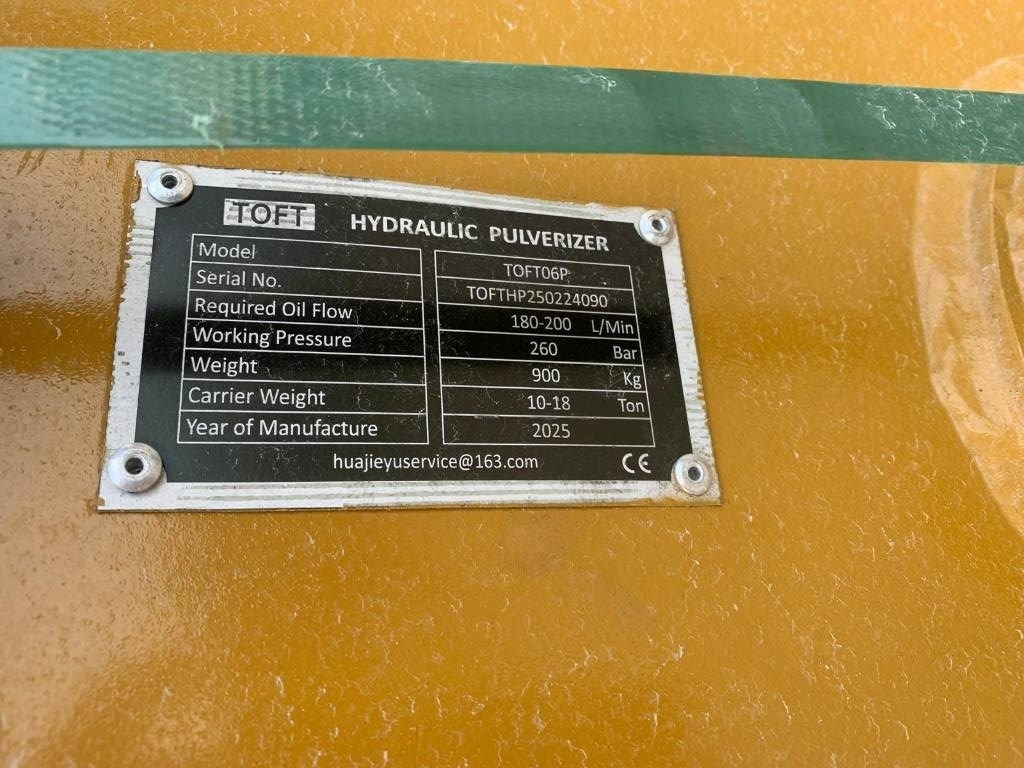 TOFT HYDRAULIC PULVERIZER
Model TOFT06P
Serial No. TOFTHP250224090
Required Oil Flow 180-200 L/Min
Working Pressure 260 Bar
Weight 900 Kg
Carrier Weight 10-18 Ton
Year of Manufacture 2025
huajieyuservice@163.com CE